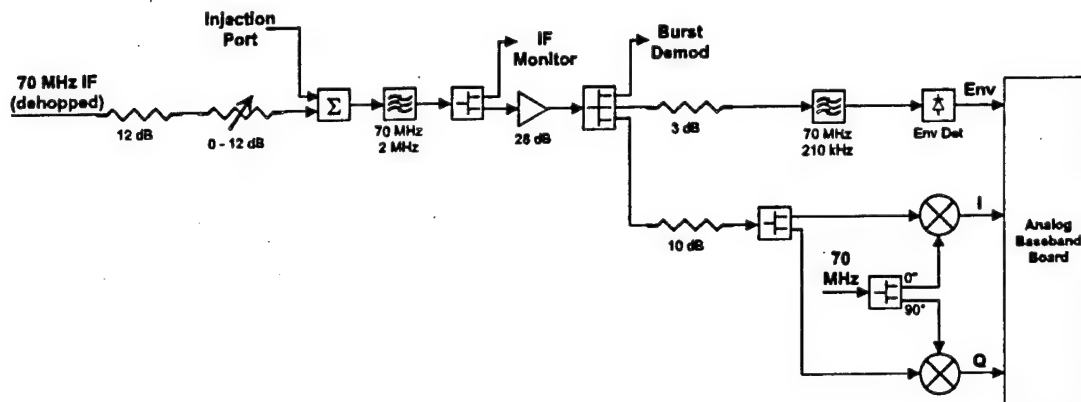 Injection
Port
IF
Monitor
Burst
Demod
70 MHz IF
(dehopped)
12 dB
0 - 12 dB
Σ
70 MHz
2 MHz
28 dB
3 dB
70 MHz
210 kHz
Env Det
Env
10 dB
I
70
MHz
0°
90°
Q
Analog
Baseband
Board